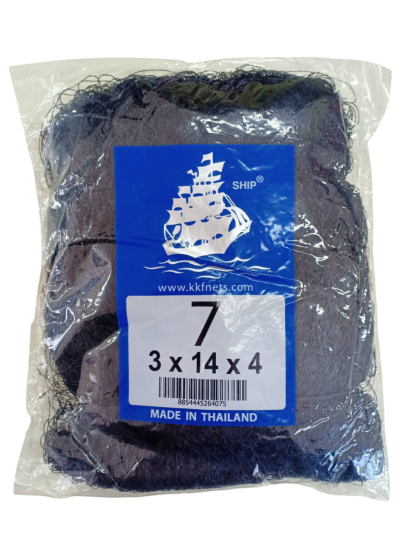 SHIP®
www.kkfnets.com
7
3 x 14 x 4
8854445264075
MADE IN THAILAND